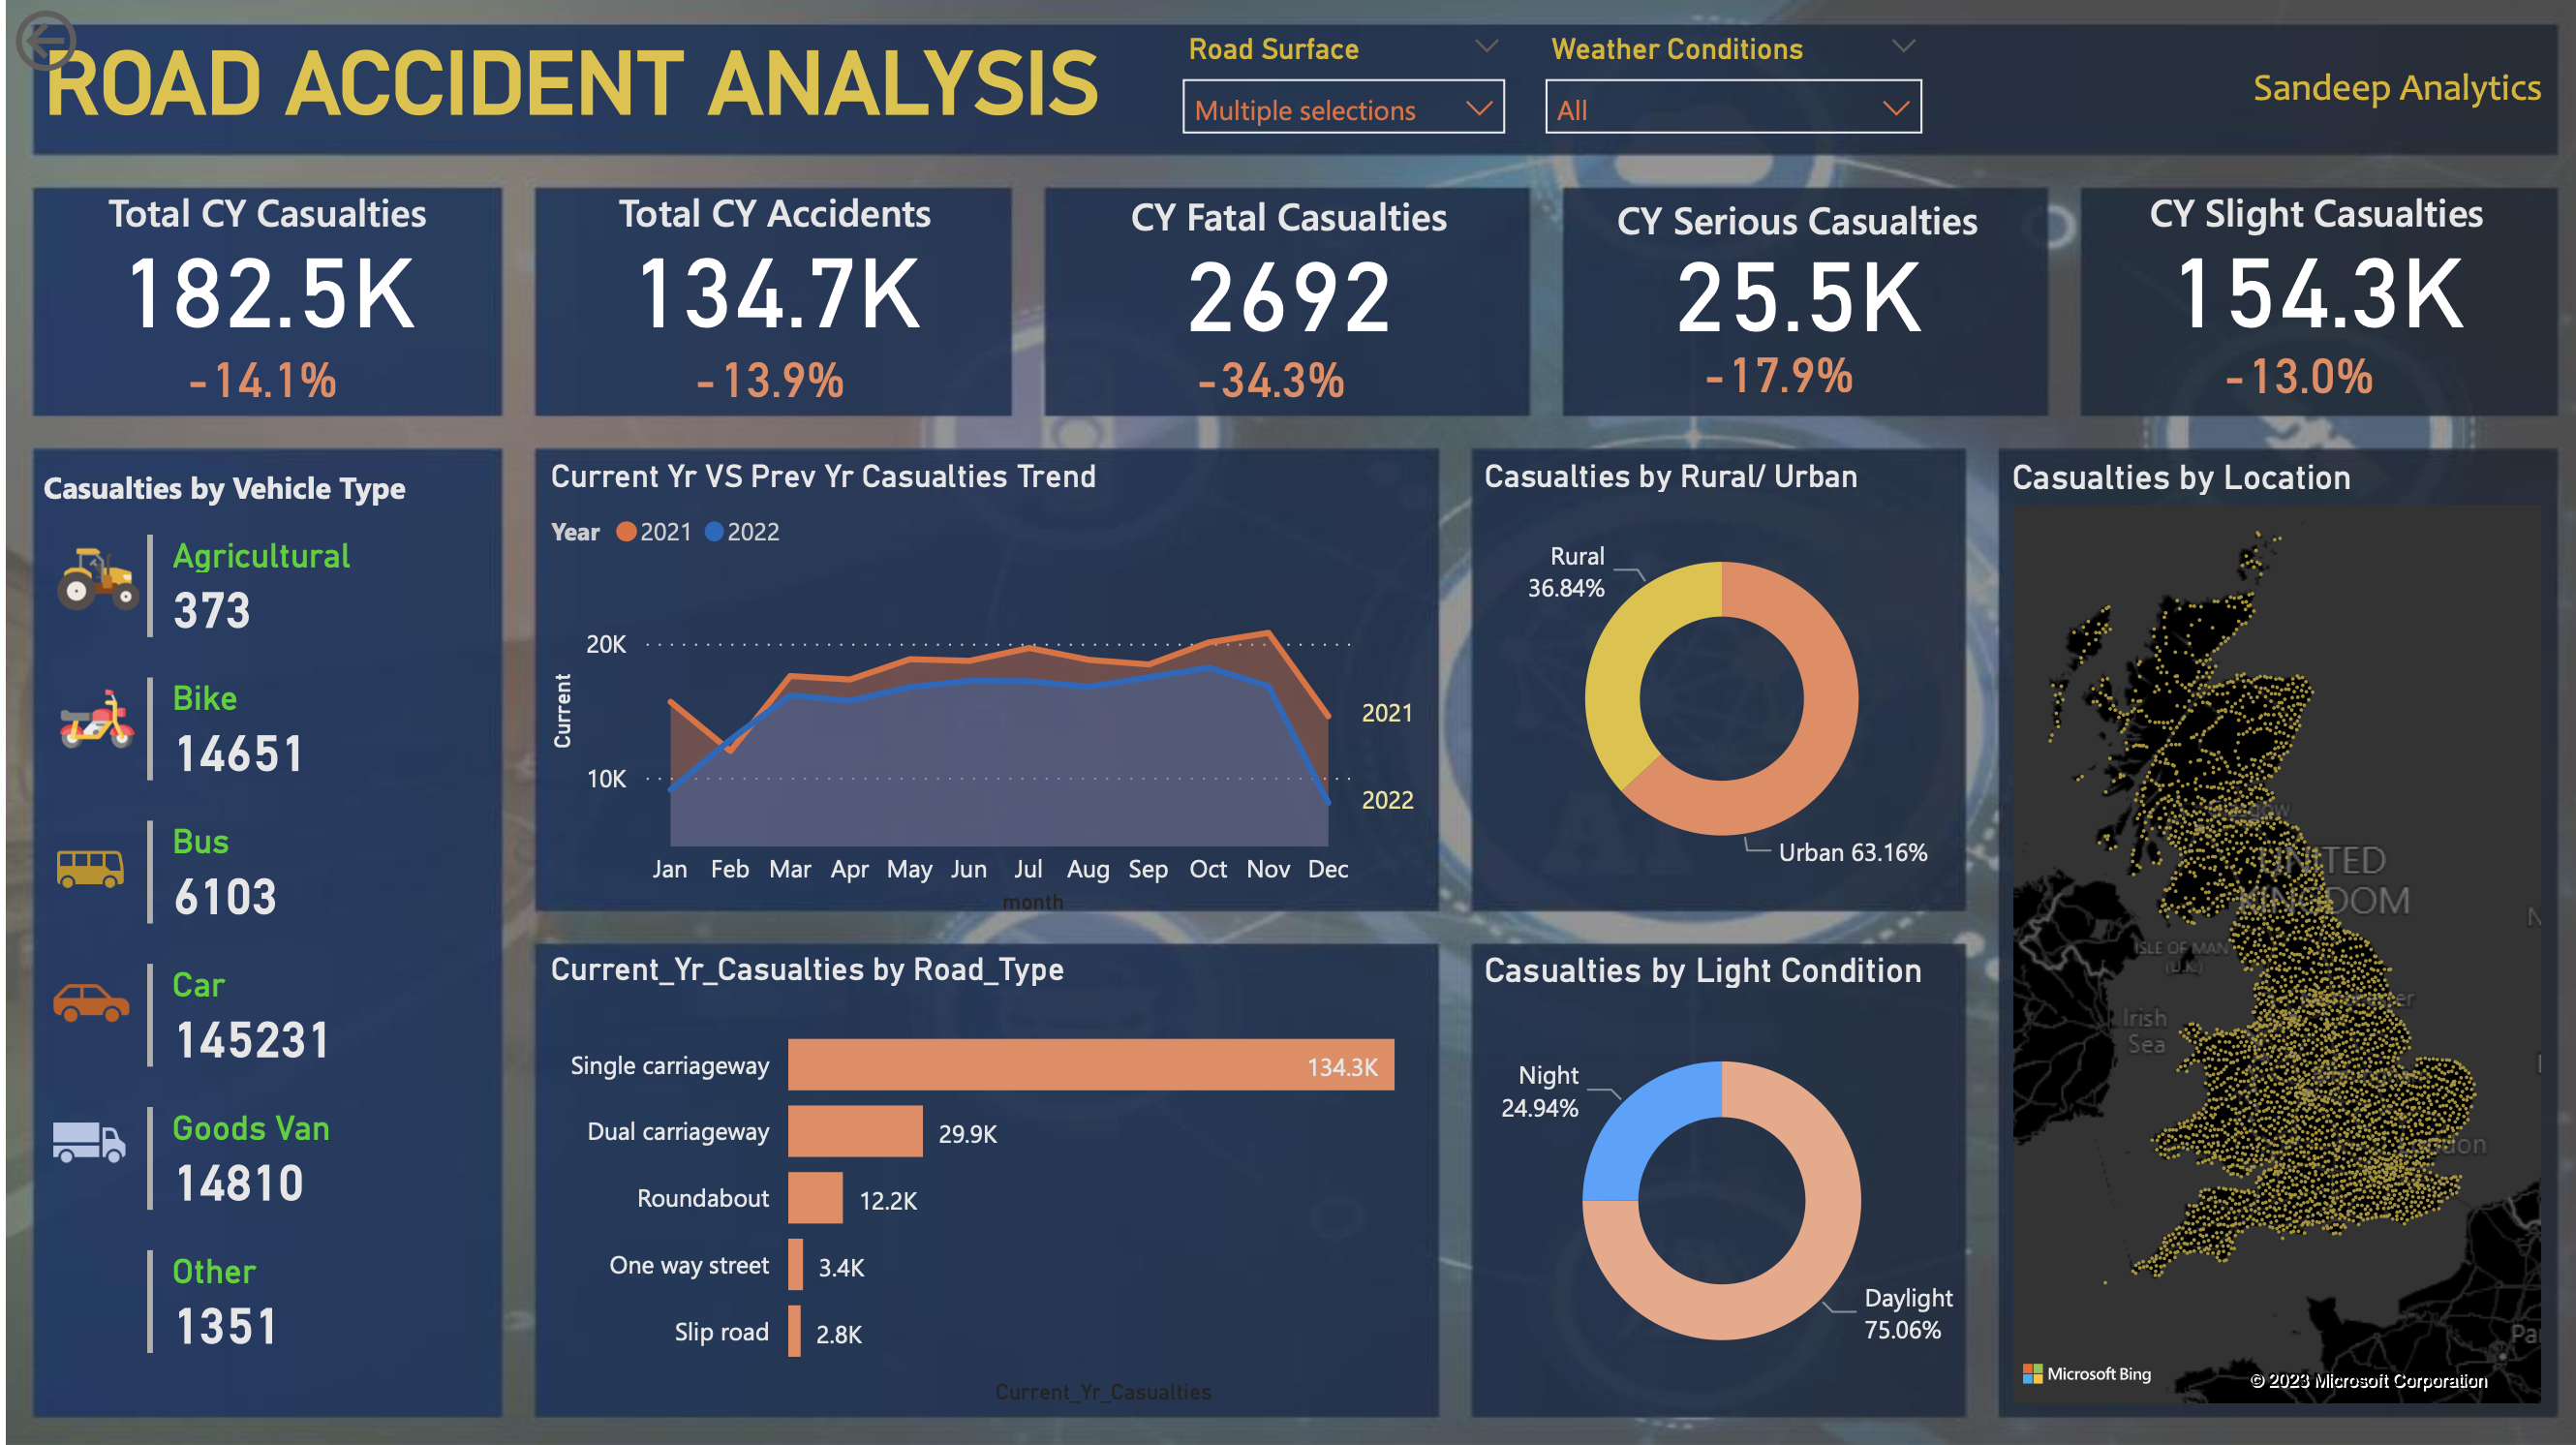 ROAD ACCIDENT ANALYSIS
Road Surface
Multiple selections
Weather Conditions
All
Sandeep Analytics
Total CY Casualties
182.5K
-14.1%
Total CY Accidents
134.7K
-13.9%
CY Fatal Casualties
2692
-34.3%
CY Serious Casualties
25.5K
-17.9%
CY Slight Casualties
154.3K
-13.0%
Casualties by Vehicle Type
Agricultural
373
Bike
14651
Bus
6103
Car
145231
Goods Van
14810
Other
1351
Current Yr VS Prev Yr Casualties Trend
Year 2021 2022
20K
10K
Current
2021
2022
Jan Feb Mar Apr May Jun Jul Aug Sep Oct Nov Dec
month
Current_Yr_Casualties by Road_Type
Single carriageway 134.3K
Dual carriageway 29.9K
Roundabout 12.2K
One way street 3.4K
Slip road 2.8K
Current_Yr_Casualties
Casualties by Rural/ Urban
Rural
36.84%
Urban 63.16%
Casualties by Light Condition
Night
24.94%
Daylight
75.06%
Casualties by Location
UNITED
KINGDOM
ISLE OF MAN
(U.K.)
Irish
Sea
Microsoft Bing
© 2023 Microsoft Corporation